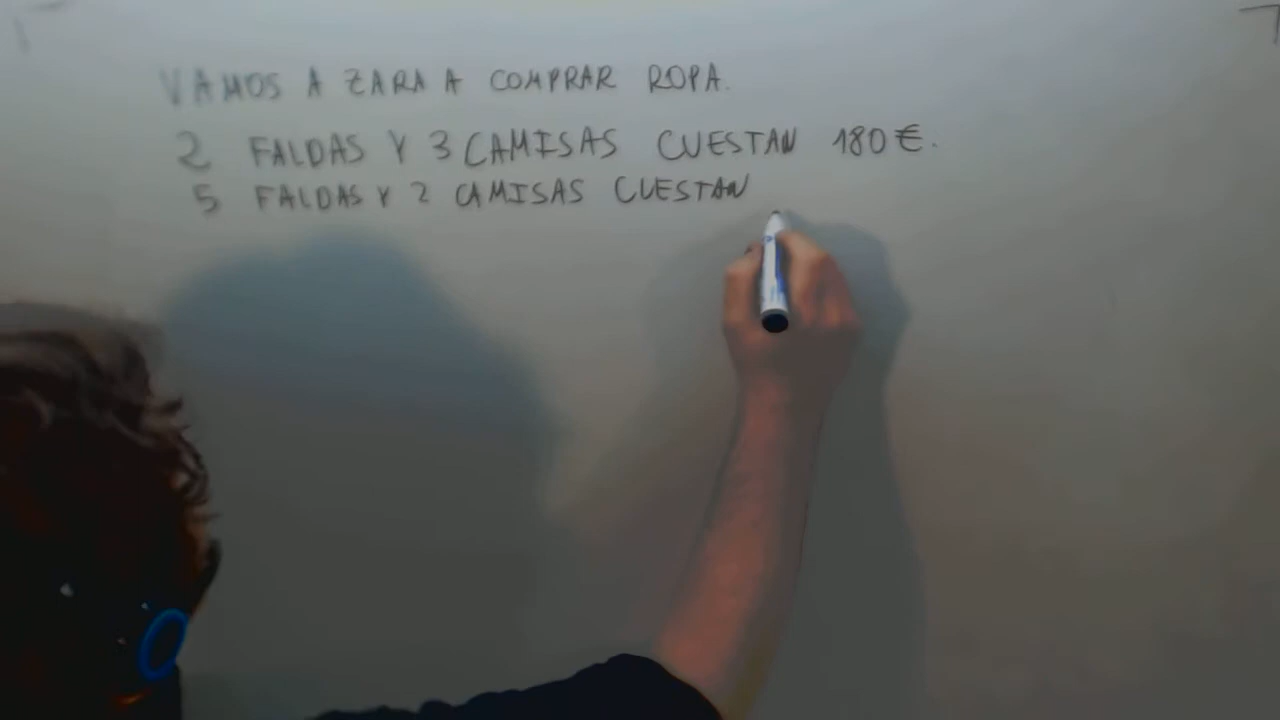 VAMOS A ZARA A COMPRAR ROPA.
2 FALDAS Y 3 CAMISAS CUESTAN 180€.
5 FALDAS Y 2 CAMISAS CUESTAN